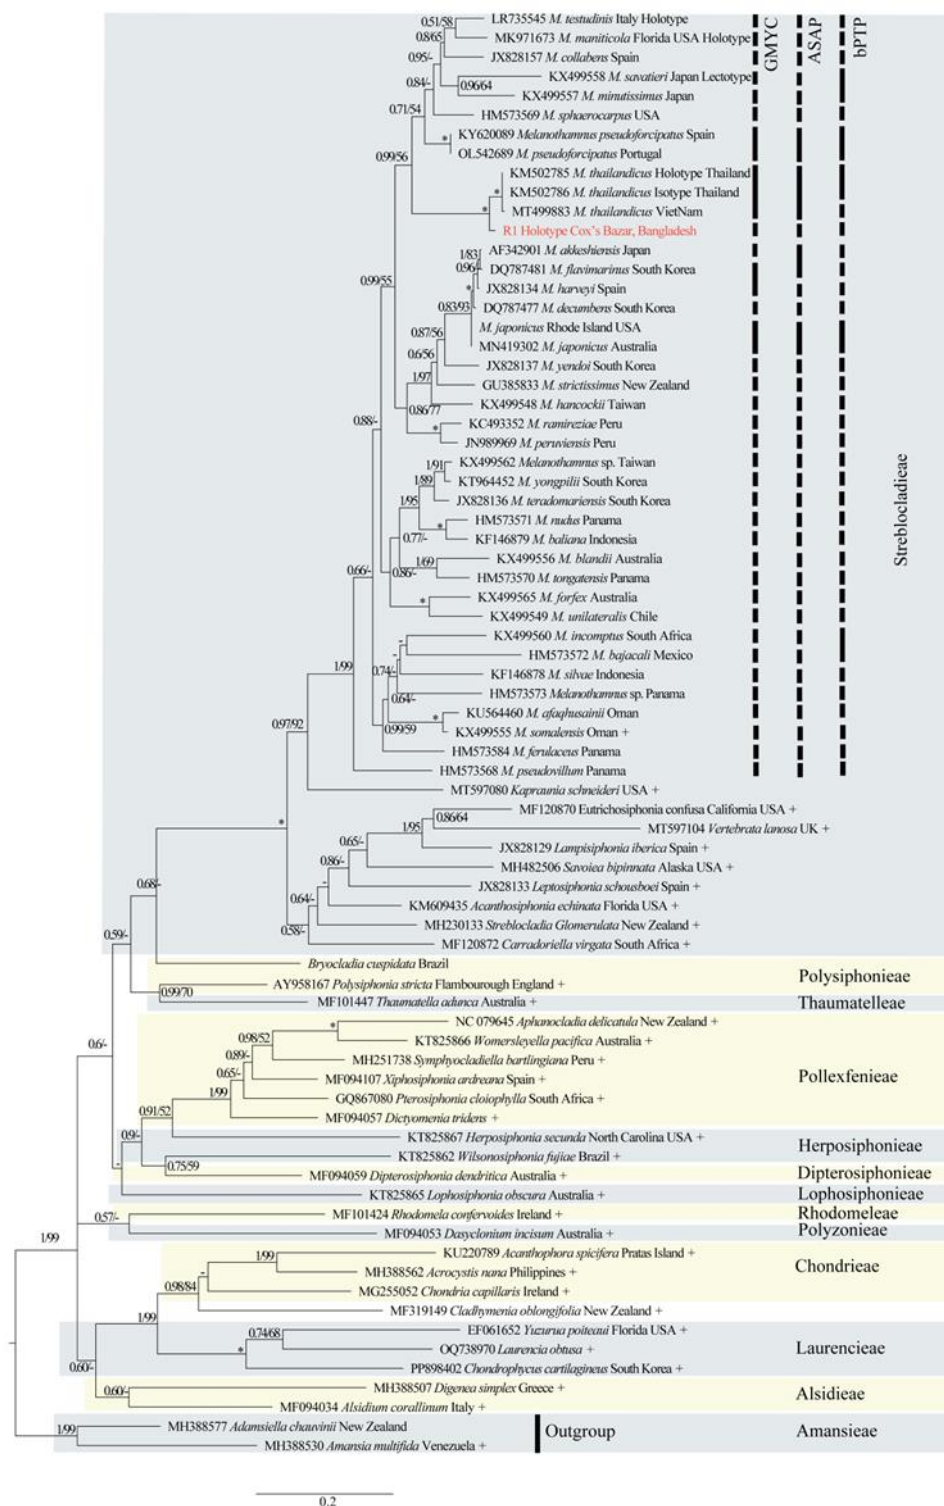 GMYC
ASAP
bPTP
0.51/58
LR735545 M. testudinis Italy Holotype
0.8/65
MK971673 M. maniticola Florida USA Holotype
0.95/-
JX828157 M. collabens Spain
0.84/-
KX499558 M. savatieri Japan Lectotype
0.96/64
KX499557 M. minutissimus Japan
0.71/54
HM573569 M. sphaerocarpus USA
*
KY620089 Melanothamnus pseudoforcipatus Spain
0.99/56
OL542689 M. pseudoforcipatus Portugal
KM502785 M. thailandicus Holotype Thailand
*
KM502786 M. thailandicus Isotype Thailand
MT499883 M. thailandicus VietNam
R1 Holotype Cox's Bazar, Bangladesh
1/83
AF342901 M. akkeshiensis Japan
0.96
DQ787481 M. flavimarinus South Korea
0.99/55
*
JX828134 M. harveyi Spain
0.83/93
DQ787477 M. decumbens South Korea
0.87/56
M. japonicus Rhode Island USA
MN419302 M. japonicus Australia
0.6/56
JX828137 M. yendoi South Korea
1/97
GU385833 M. strictissimus New Zealand
0.86/77
KX499548 M. hancockii Taiwan
0.88/-
*
KC493352 M. ramireziae Peru
JN989969 M. peruviensis Peru
1/91
KX499562 Melanothamnus sp. Taiwan
1/89
KT964452 M. yongpilii South Korea
1/95
JX828136 M. teradomariensis South Korea
*
HM573571 M. nudus Panama
0.77/-
KF146879 M. baliana Indonesia
1/69
KX499556 M. blandii Australia
0.66/-
0.86/-
HM573570 M. tongatensis Panama
*
KX499565 M. forfex Australia
KX499549 M. unilateralis Chile
-
KX499560 M. incomptus South Africa
-
HM573572 M. bajacali Mexico
1/99
0.74/-
KF146878 M. silvae Indonesia
0.64/-
HM573573 Melanothamnus sp. Panama
*
KU564460 M. afaqhusainii Oman
0.97/92
0.99/59
KX499555 M. somalensis Oman +
HM573584 M. ferulaceus Panama
HM573568 M. pseudovillum Panama
Streblocladieae
MT597080 Kapraunia schneideri USA +
MF120870 Eutrichosiphonia confusa California USA +
*
0.86/64
1/95
MT597104 Vertebrata lanosa UK +
0.65/-
JX828129 Lampisiphonia iberica Spain +
0.86/-
MH482506 Savoiea bipinnata Alaska USA +
-
JX828133 Leptosiphonia schousboei Spain +
0.68/-
0.64/-
KM609435 Acanthosiphonia echinata Florida USA +
MH230133 Streblocladia Glomerulata New Zealand +
0.59/-
0.58/-
MF120872 Carradoriella virgata South Africa +
Bryocladia cuspidata Brazil
AY958167 Polysiphonia stricta Flambourough England +
Polysiphonieae
0.99/70
MF101447 Thaumatella adunca Australia +
Thaumatelleae
*
NC 079645 Aphanocladia delicatula New Zealand +
0.6/-
0.98/52
KT825866 Womersleyella pacifica Australia +
0.89/-
MH251738 Symphyocladiella bartlingiana Peru +
0.65/-
MF094107 Xiphosiphonia ardreana Spain +
Pollexfenieae
1/99
GQ867080 Pterosiphonia cloiophylla South Africa +
0.91/52
MF094057 Dictyomenia tridens +
0.9/-
KT825867 Herposiphonia secunda North Carolina USA +
Herposiphonieae
-
KT825862 Wilsonosiphonia fujiae Brazil +
0.75/59
MF094059 Dipterosiphonia dendritica Australia +
Dipterosiphonieae
KT825865 Lophosiphonia obscura Australia +
Lophosiphonieae
0.57/-
MF101424 Rhodomela confervoides Ireland +
Rhodomeleae
MF094053 Dasyclonium incisum Australia +
Polyzonieae
1/99
1/99
KU220789 Acanthophora spicifera Pratas Island +
-
MH388562 Acrocystis nana Philippines +
Chondrieae
0.98/84
MG255052 Chondria capillaris Ireland +
1/99
MF319149 Cladhymenia oblongifolia New Zealand +
0.74/68
EF061652 Yuzurua poiteaui Florida USA +
*
OQ738970 Laurencia obtusa +
Laurencieae
0.60/-
PP898402 Chondrophycus cartilagineus South Korea +
0.60/-
MH388507 Digenea simplex Greece +
Alsidieae
MF094034 Alsidium corallinum Italy +
1/99
MH388577 Adamsiella chauvinii New Zealand
Outgroup
Amansieae
MH388530 Amansia multifida Venezuela +
0.2